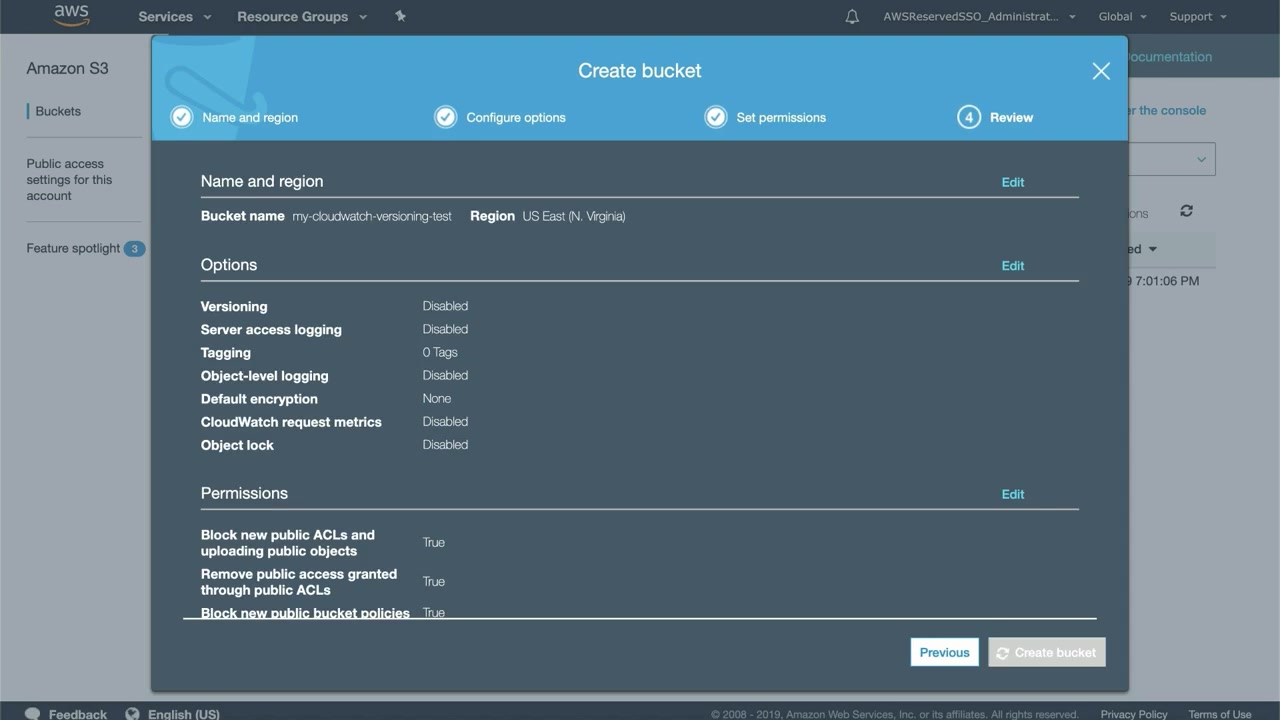 aws
Services
Resource Groups
AWSReservedSSO_Administrat...
Global
Support
Amazon S3
Buckets
Public access
settings for this
account
Feature spotlight 3
Create bucket
Name and region
Configure options
Set permissions
4 Review
Name and region Edit
Bucket name my-cloudwatch-versioning-test Region US East (N. Virginia)
Options Edit
Versioning Disabled
Server access logging Disabled
Tagging 0 Tags
Object-level logging Disabled
Default encryption None
CloudWatch request metrics Disabled
Object lock Disabled
Permissions Edit
Block new public ACLs and
uploading public objects True
Remove public access granted
through public ACLs True
Block new public bucket policies True
Previous
Create bucket
the console
7:01:06 PM
Feedback
English (US)
© 2008 - 2019, Amazon Web Services, Inc. or its affiliates. All rights reserved.
Privacy Policy
Terms of Use